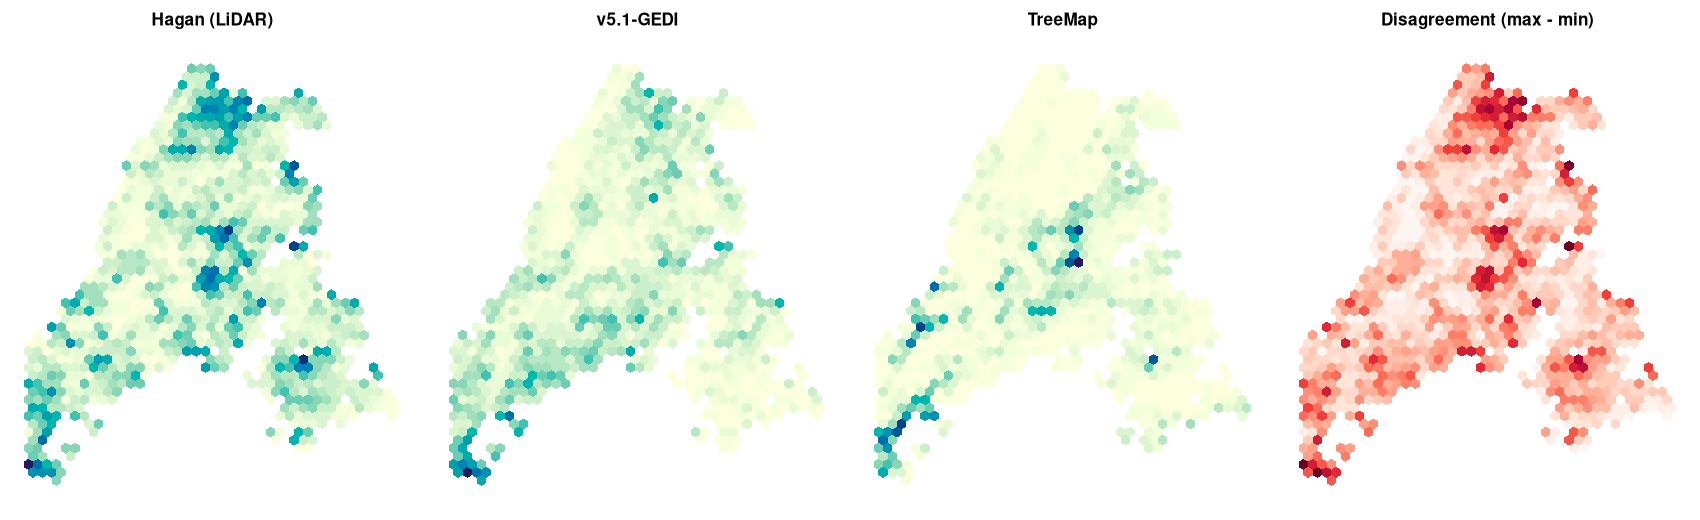 Hagan (LiDAR)
v5.1-GEDI
TreeMap
Disagreement (max - min)